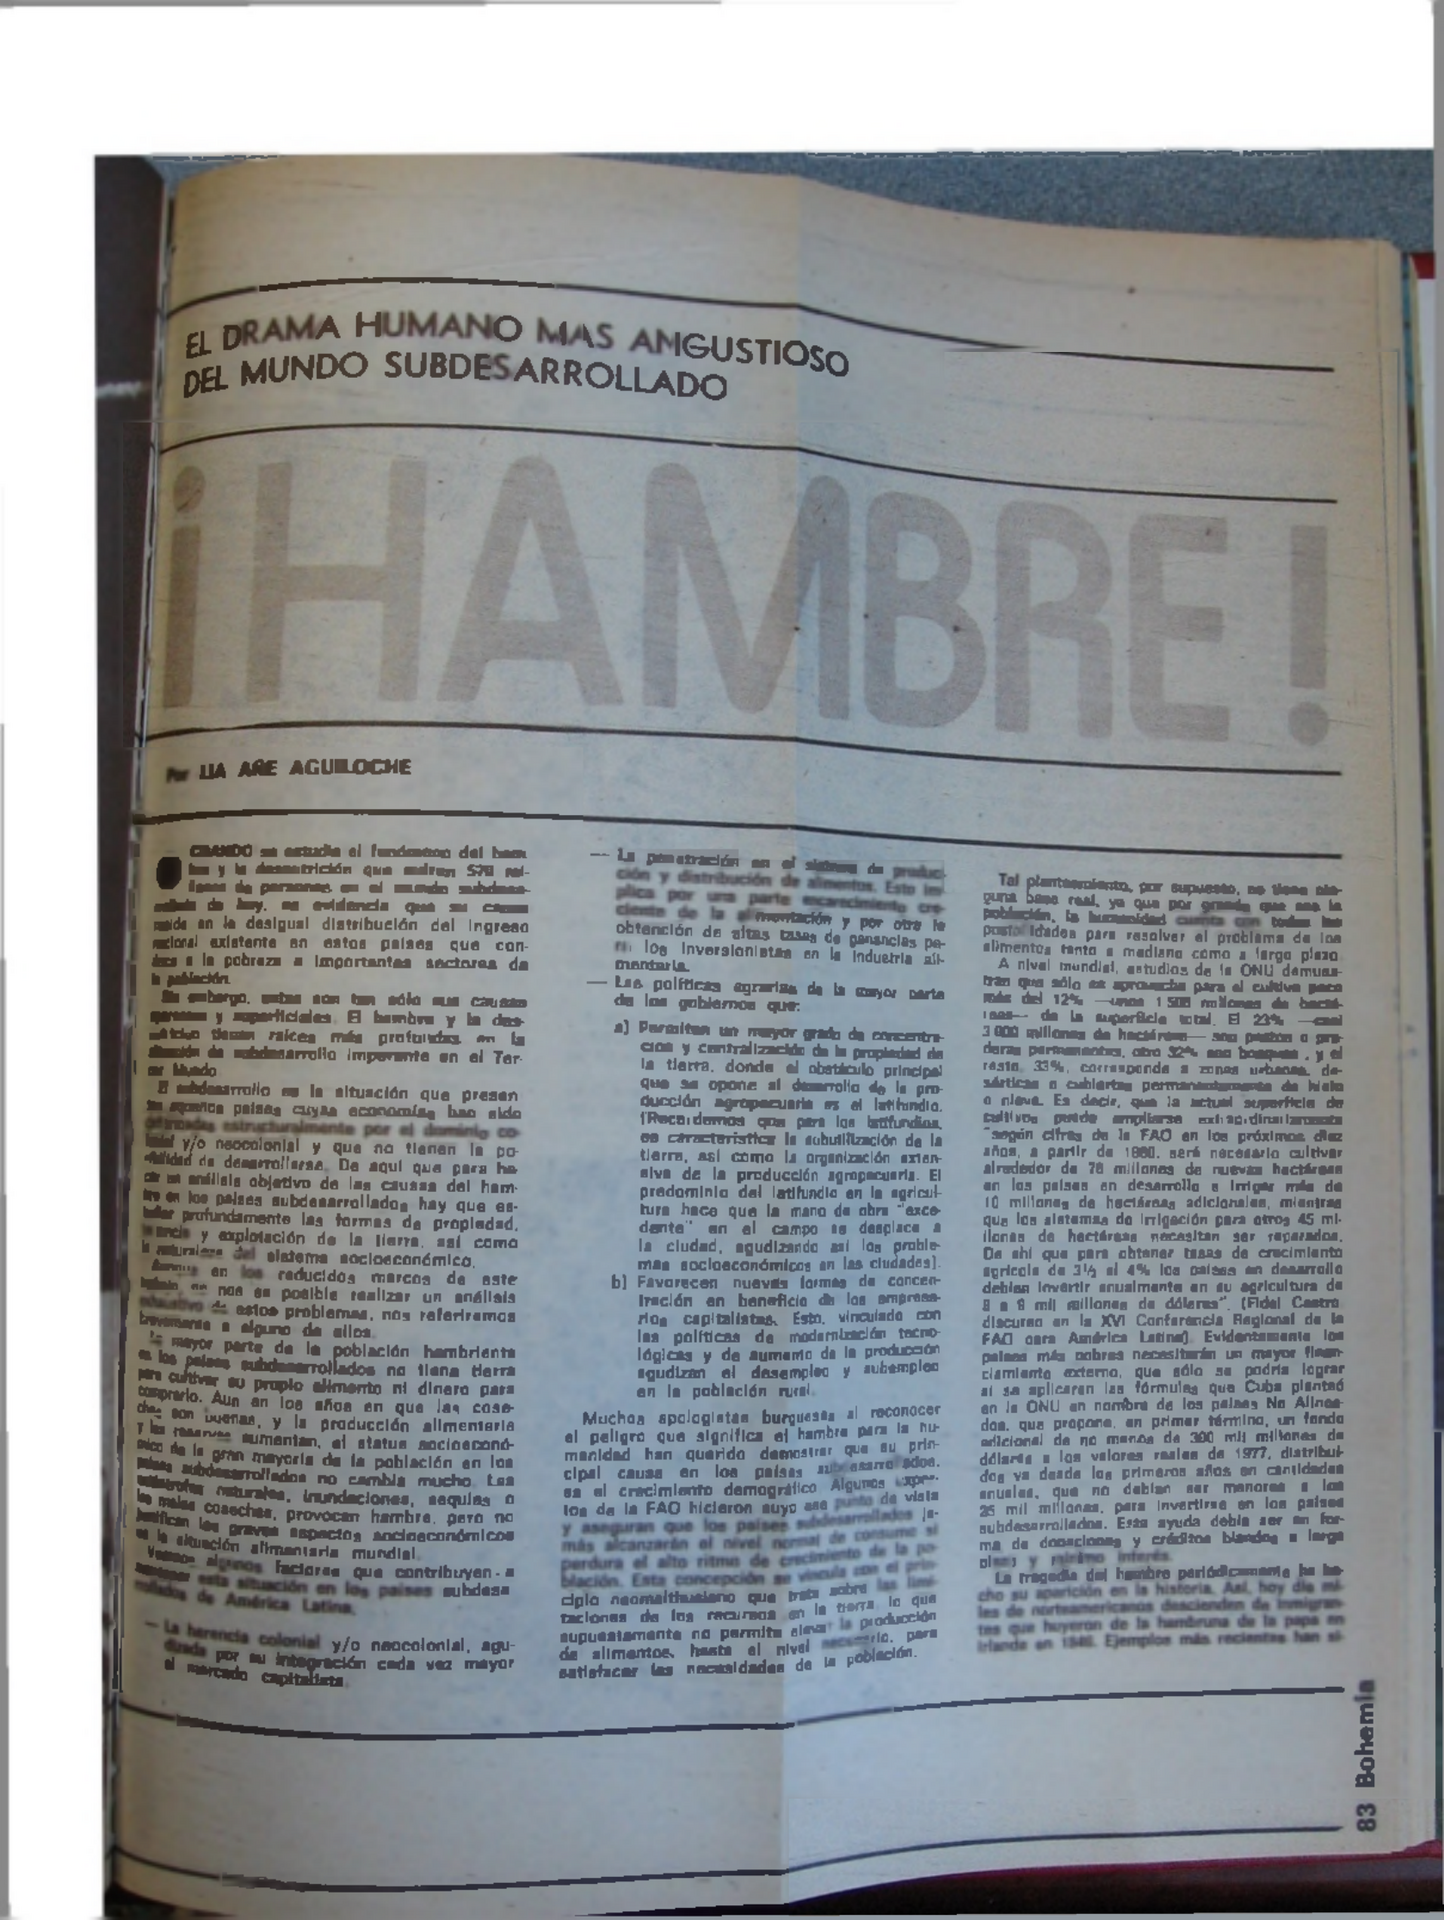 EL DRAMA HUMANO MAS ANGUSTIOSO
DEL MUNDO SUBDESARROLLADO
¡HAMBRE!
Por LIA AÑE AGUILOCHE
CUANDO se estudia el fenómeno del ham
bre y la desnutrición que sufren 570 mi-
llones de personas en el mundo subdesa-
rrollado de hoy, se evidencia que su causa
reside en la desigual distribución del ingreso
nacional existente en estos países que con-
duce a la pobreza a importantes sectores de
la población.
Sin embargo, estas son tan sólo sus causas
aparentes y superficiales. El hambre y la des-
nutrición tienen raíces más profundas, en la
situación de subdesarrollo imperante en el Ter-
cer Mundo.
El subdesarrollo es la situación que presen
tan aquellos países cuyas economías han sido
estructuralmente por el dominio co-
lonial y/o neocolonial y que no tienen la po-
sibilidad de desarrollarse. De aquí que para ha-
cer un análisis objetivo de las causas del ham-
bre en los países subdesarrollados hay que es-
tudiar profundamente las formas de propiedad,
tenencia y explotación de la tierra, así como
la naturaleza del sistema socioeconómico.
Aunque en los reducidos marcos de este
trabajo no nos es posible realizar un análisis
exhaustivo de estos problemas, nos referiremos
brevemente a alguno de ellos.
La mayor parte de la población hambrienta
en los países subdesarrollados no tiene tierra
para cultivar su propio alimento ni dinero para
comprarlo. Aun en los años en que las cose-
chas son buenas, y la producción alimentaria
y las reservas aumentan, el status socioeconó-
mico de la gran mayoría de la población en los
países subdesarrollados no cambia mucho. Las
catástrofes naturales, inundaciones, sequías o
las malas cosechas, provocan hambre, pero no
justifican los graves aspectos socioeconómicos
en la situación alimentaria mundial.
Veamos algunos factores que contribuyen a
mantener esta situación en los países subdesa
rrollados de América Latina.
— La herencia colonial y/o neocolonial, agu-
dizada por su integración cada vez mayor
al mercado capitalista.
— La penetración en el sistema de produc-
ción y distribución de alimentos. Esto im-
plica por una parte encarecimiento cre-
ciente de la alimentación y por otra la
obtención de altas tasas de ganancias pa-
ra los inversionistas en la industria ali-
mentaria.
— Las políticas agrarias de la mayor parte
de los gobiernos que:
a) Permiten un mayor grado de concentra-
ción y centralización de la propiedad de
la tierra, donde el obstáculo principal
que se opone al desarrollo de la pro-
ducción agropecuaria es el latifundio.
(Recordemos que para los latifundios,
es característica la subutilización de la
tierra, así como la organización exten-
siva de la producción agropecuaria. El
predominio del latifundio en la agricul-
tura hace que la mano de obra "exce-
dente" en el campo se desplace a
la ciudad, agudizando así los proble-
mas socioeconómicos en las ciudades).
b) Favorecen nuevas formas de concen-
tración en beneficio de los empresa-
rios capitalistas. Esto, vinculado con
las políticas de modernización tecno-
lógicas y de aumento de la producción
agudizan el desempleo y subempleo
en la población rural.
Muchos apologistas burgueses al reconocer
el peligro que significa el hambre para la hu-
manidad han querido demostrar que su prin-
cipal causa en los países subdesarrollados,
es el crecimiento demográfico Algunos exper-
tos de la FAO hicieron suyo ese punto de vista
y aseguran que los países subdesarrollados ja-
más alcanzarán el nivel normal de consumo si
perdura el alto ritmo de crecimiento de la po-
blación. Esta concepción se vincula con el prin-
cipio neomalthusiano que trata sobre las limi-
taciones de los recursos en la tierra, lo que
supuestamente no permite elevar la producción
de alimentos, hasta el nivel necesario, para
satisfacer las necesidades de la población.
Tal planteamiento, por supuesto, no tiene nin-
guna base real, ya que por grande que sea la
población, la humanidad cuenta con todas las
posibilidades para resolver el problema de los
alimentos tanto a mediano como a largo plazo.
A nivel mundial, estudios de la ONU demues-
tran que sólo se aprovecha para el cultivo poco
más del 12% —unos 1 500 millones de hectá-
reas— de la superficie total. El 23% —casi
3 000 millones de hectáreas— son pastos o pra-
deras permanentes, otro 32% son bosques, y el
resto, 33%, corresponde a zonas urbanas, de-
sérticas o cubiertas permanentemente de hielo
o nieve. Es decir, que la actual superficie de
cultivos puede ampliarse extraordinariamente
"según cifras de la FAO en los próximos diez
años, a partir de 1980, será necesario cultivar
alrededor de 78 millones de nuevas hectáreas
en los países en desarrollo e irrigar más de
10 millones de hectáreas adicionales, mientras
que los sistemas de irrigación para otros 45 mi-
llones de hectáreas necesitan ser reparados.
De ahí que para obtener tasas de crecimiento
agrícola de 3½ al 4% los países en desarrollo
debían invertir anualmente en su agricultura de
8 a 9 mil millones de dólares". (Fidel Castro,
discurso en la XVI Conferencia Regional de la
FAO para América Latina). Evidentemente los
países más pobres necesitarán un mayor finan-
ciamiento externo, que sólo se podría lograr
si se aplicaran las fórmulas que Cuba planteó
en la ONU en nombre de los países No Alinea-
dos, que propone, en primer término, un fondo
adicional de no menos de 300 mil millones de
dólares a los valores reales de 1977, distribui-
dos ya desde los primeros años en cantidades
anuales, que no debían ser menores a los
25 mil millones, para invertirse en los países
subdesarrollados. Esta ayuda debía ser en for-
ma de donaciones y créditos blandos a largo
plazo y mínimo interés.
La tragedia del hambre periódicamente ha he-
cho su aparición en la historia. Así, hoy día mi-
les de norteamericanos descienden de inmigran-
tes que huyeron de la hambruna de la papa en
Irlanda en 1846. Ejemplos más recientes han si-
83 Bohemia